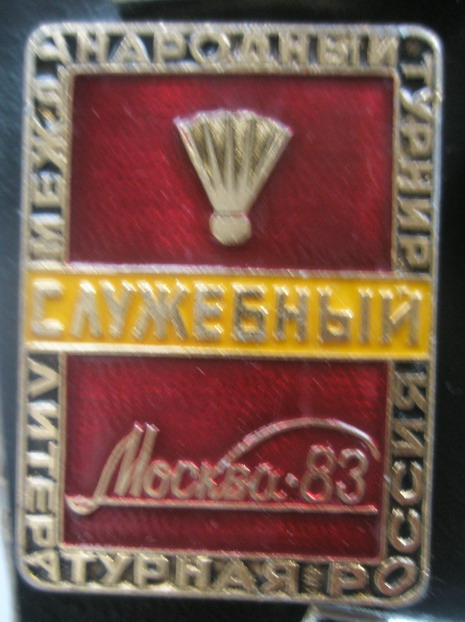 МЕЖДУНАРОДНЫЙ ТУРНИР
СЛУЖЕБНЫЙ
Москва·83
ЛИТЕРАТУРНАЯ РОССИЯ